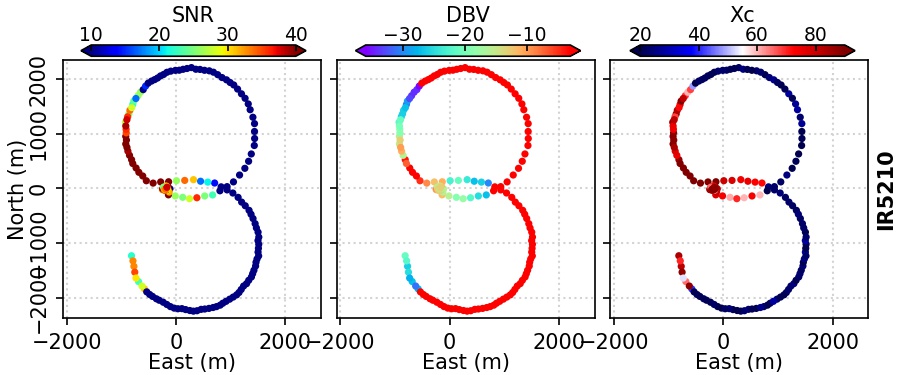 SNR DBV Xc
10 20 30 40 −30 −20 −10 20 40 60 80
North (m)
2000
1000
0
−1000
−2000
−2000 0 2000 −2000 0 2000 −2000 0 2000
East (m) East (m) East (m)
IR5210